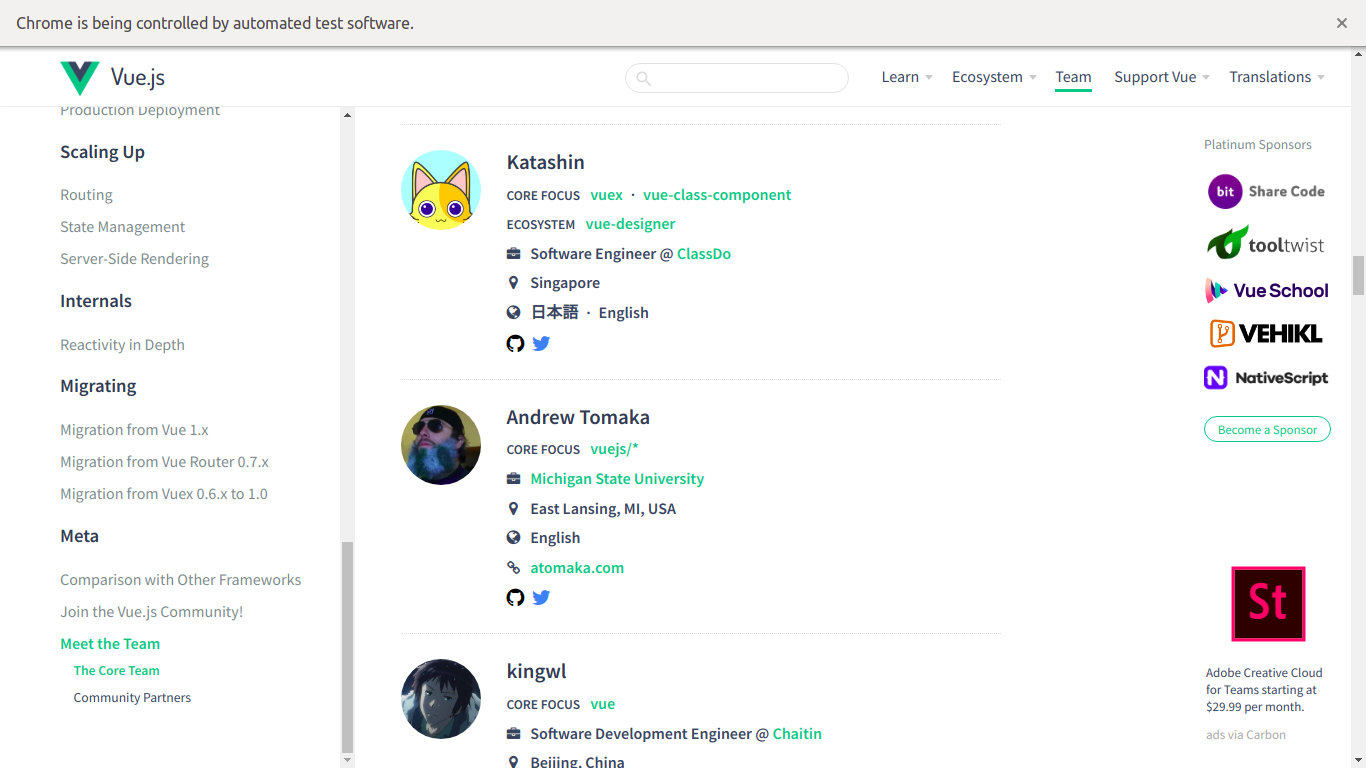 Chrome is being controlled by automated test software.
Vue.js
Learn
Ecosystem
Team
Support Vue
Translations
Production Deployment
Scaling Up
Routing
State Management
Server-Side Rendering
Internals
Reactivity in Depth
Migrating
Migration from Vue 1.x
Migration from Vue Router 0.7.x
Migration from Vuex 0.6.x to 1.0
Meta
Comparison with Other Frameworks
Join the Vue.js Community!
Meet the Team
The Core Team
Community Partners
Katashin
CORE FOCUS vuex · vue-class-component
ECOSYSTEM vue-designer
Software Engineer @ ClassDo
Singapore
日本語 · English
Andrew Tomaka
CORE FOCUS vuejs/*
Michigan State University
East Lansing, MI, USA
English
atomaka.com
kingwl
CORE FOCUS vue
Software Development Engineer @ Chaitin
Beijing, China
Platinum Sponsors
bit Share Code
tooltwist
Vue School
VEHIKL
N NativeScript
Become a Sponsor
St
Adobe Creative Cloud
for Teams starting at
$29.99 per month.
ads via Carbon